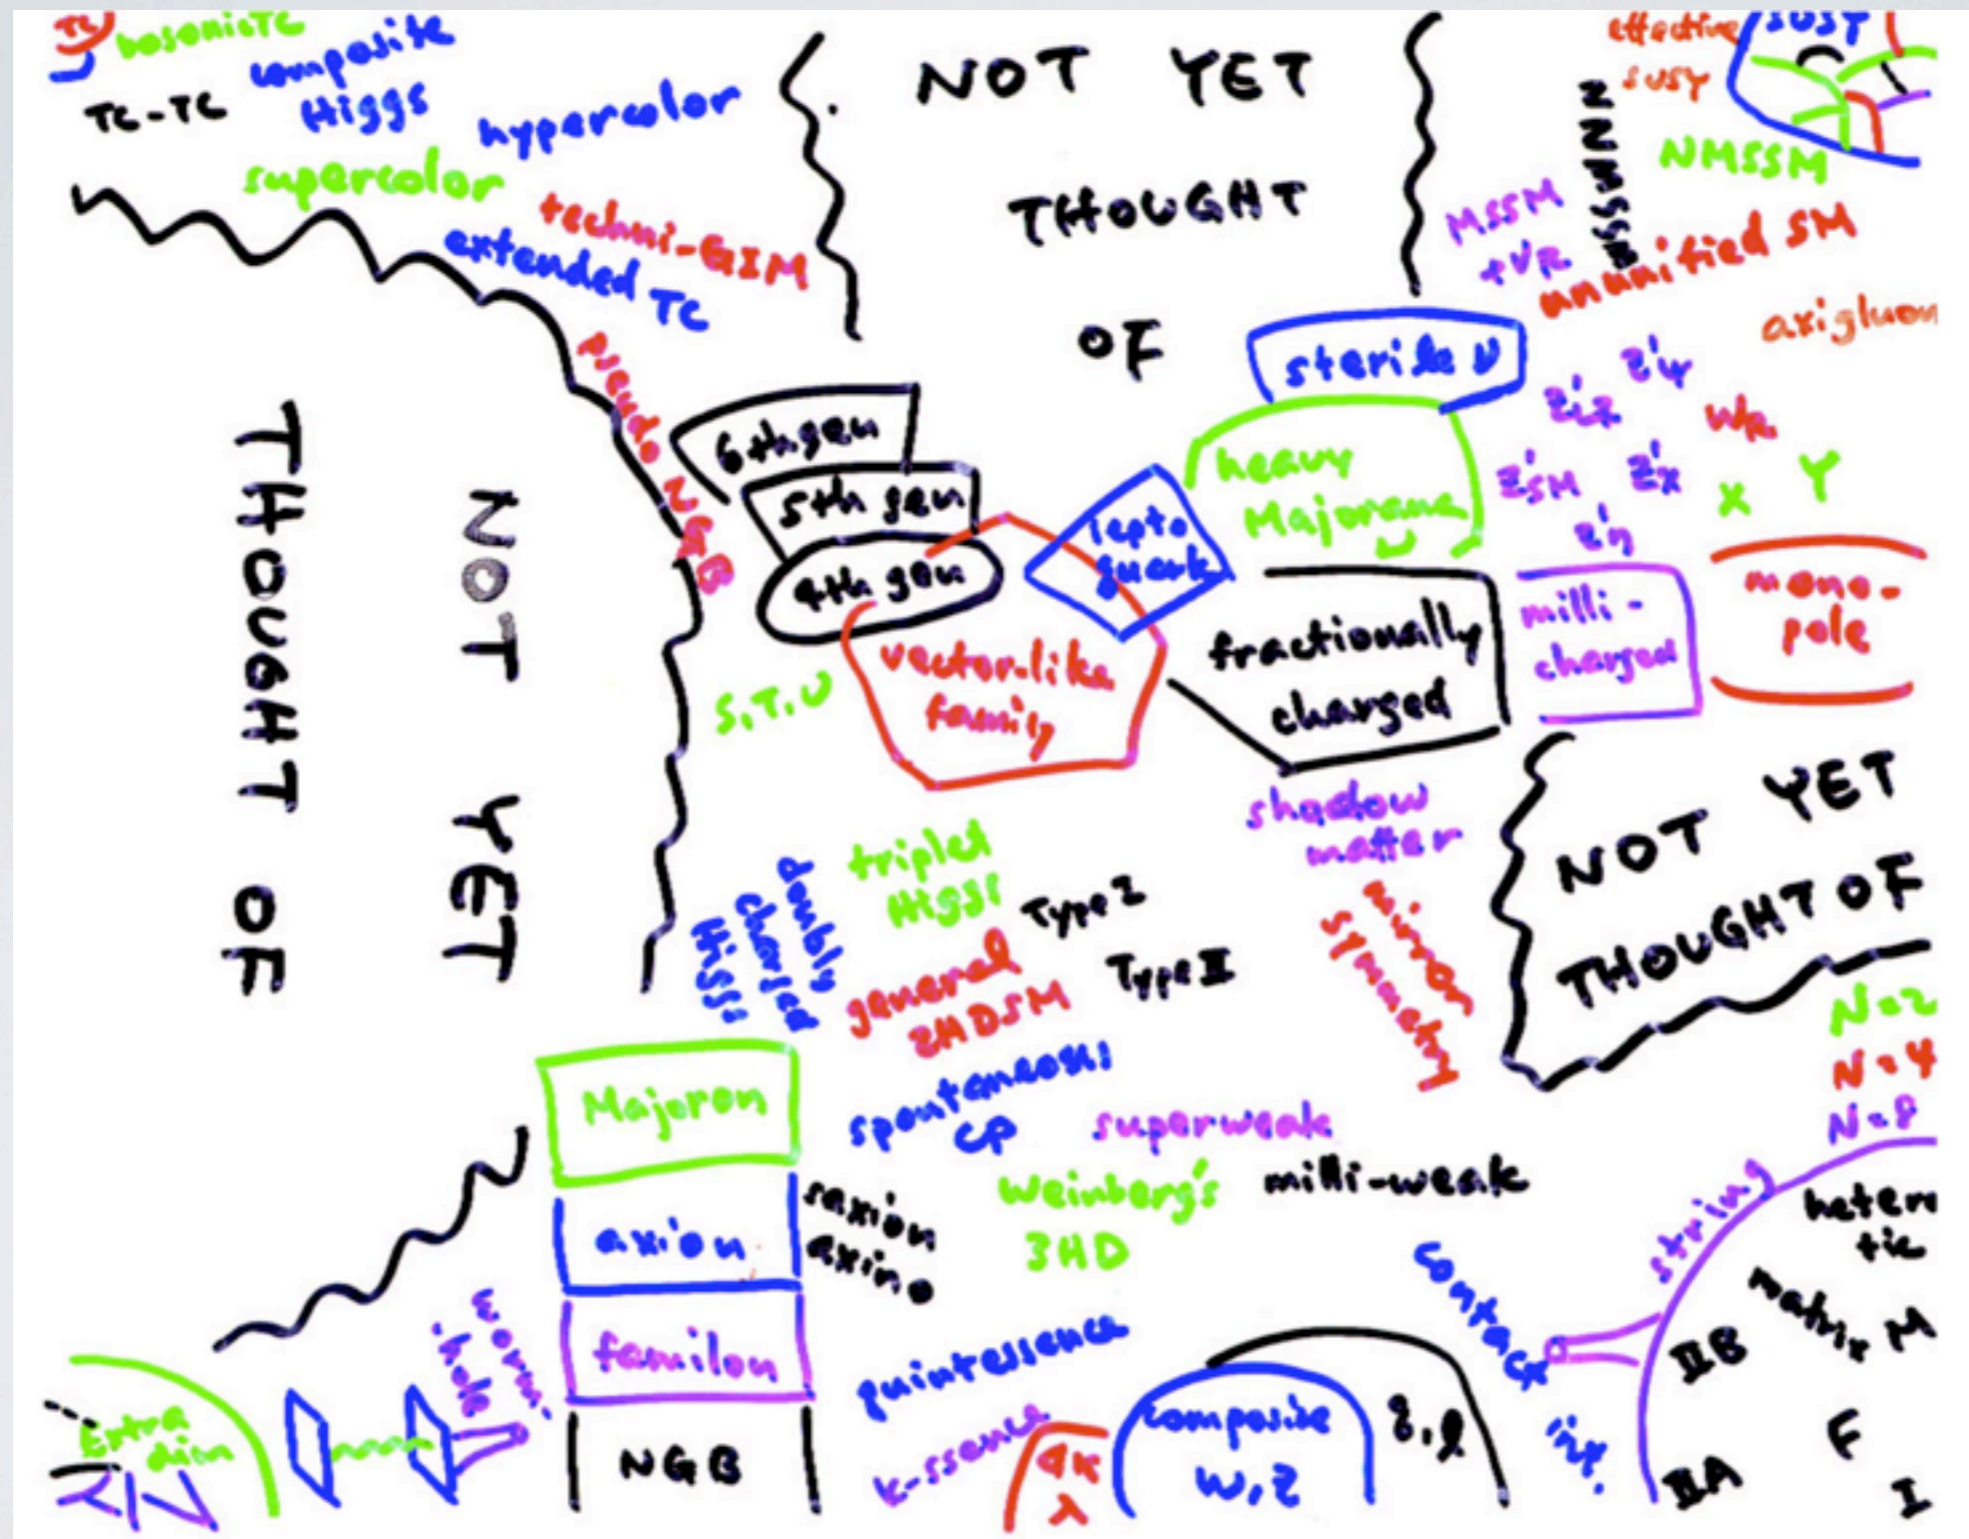 TC
bosonic TC
composite
Higgs
TC-TC
hypercolor
supercolor
techni-GIM
extended TC
pseudo NGB
NOT YET
THOUGHT
OF
effective
SUSY
SUSY
NNMSSM
NMSSM
MSSM
+νR
ununified SM
axigluon
sterile ν
Z'ψ
Z'LR
WR
Z'SM
Z'χ
X Y
Z'η
NOT YET
THOUGHT OF
6th gen
5th gen
4th gen
lepto
quark
heavy
Majorana
ν
vector-like
family
S.T.U
fractionally
charged
milli-
charged
mono-
pole
shadow
matter
mirror
symmetry
NOT YET
THOUGHT OF
triplet
Higgs
doubly
charged
Higgs
Type I
Type II
general
2HDSM
spontaneous
CP
superweak
Weinberg's
3HD
milli-weak
Majoron
axion
saxion
axino
familon
NGB
N=2
N=4
N=8
string
hetero
tic
matrix M
IIB
F
IIA
I
contact
int.
quintessence
k-ssence
composite
W,Z
q,l
worm-
hole
Extra
dim